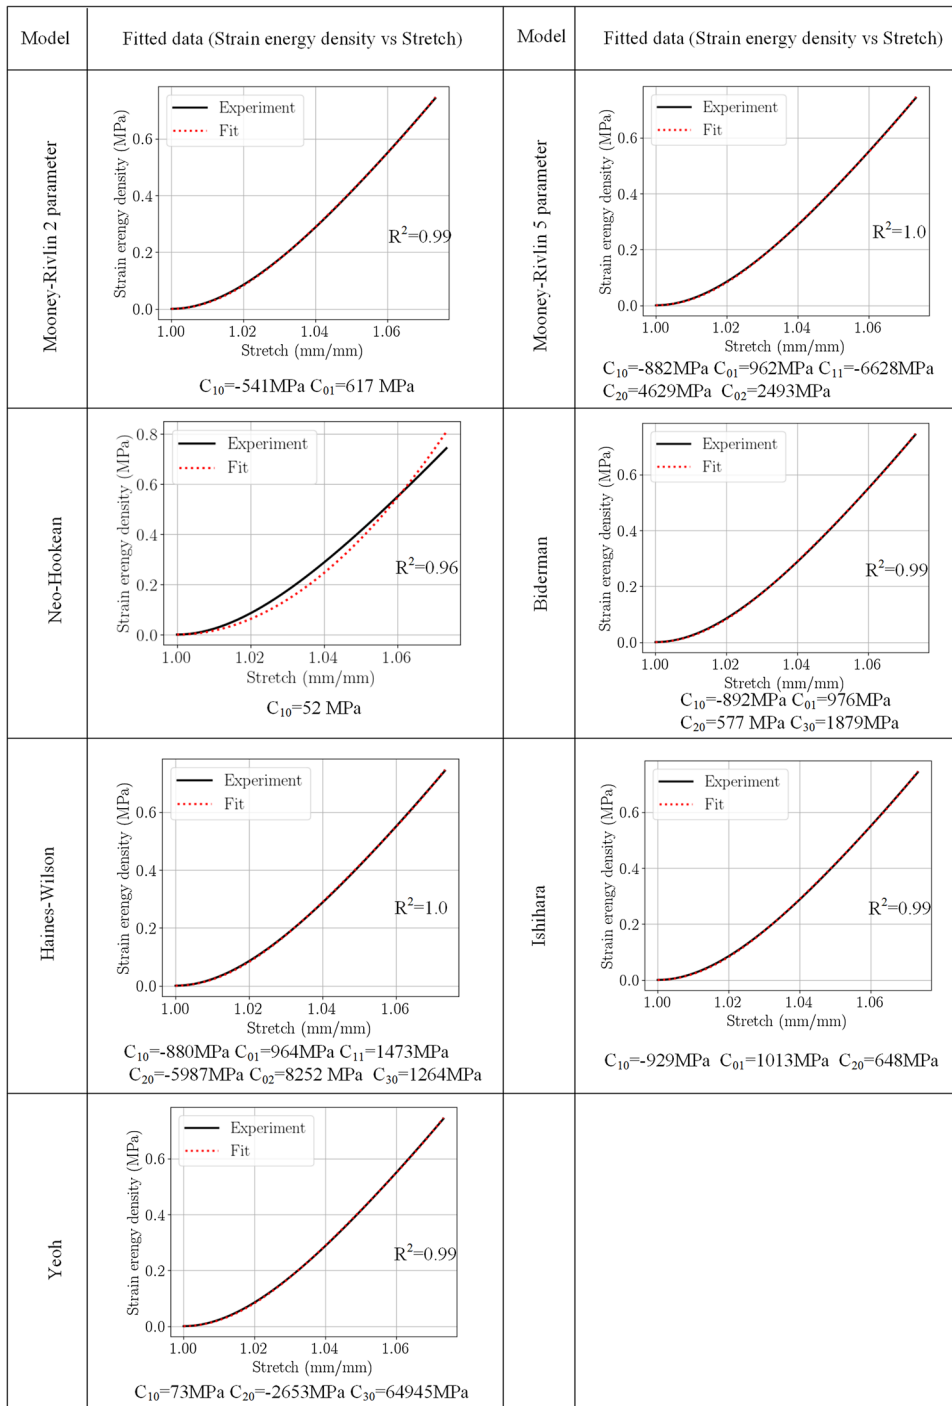 Model
Fitted data (Strain energy density vs Stretch)
Model
Fitted data (Strain energy density vs Stretch)
Mooney-Rivlin 2 parameter
Strain erengy density (MPa)
Experiment
Fit
0.6
0.4
0.2
0.0
R²=0.99
1.00 1.02 1.04 1.06
Stretch (mm/mm)
C₁₀=-541MPa C₀₁=617 MPa
Mooney-Rivlin 5 parameter
Strain erengy density (MPa)
Experiment
Fit
0.6
0.4
0.2
0.0
R²=1.0
1.00 1.02 1.04 1.06
Stretch (mm/mm)
C₁₀=-882MPa C₀₁=962MPa C₁₁=-6628MPa
C₂₀=4629MPa C₀₂=2493MPa
Neo-Hookean
Strain erengy density (MPa)
Experiment
Fit
0.8
0.6
0.4
0.2
0.0
R²=0.96
1.00 1.02 1.04 1.06
Stretch (mm/mm)
C₁₀=52 MPa
Biderman
Strain erengy density (MPa)
Experiment
Fit
0.6
0.4
0.2
0.0
R²=0.99
1.00 1.02 1.04 1.06
Stretch (mm/mm)
C₁₀=-892MPa C₀₁=976MPa
C₂₀=577 MPa C₃₀=1879MPa
Haines-Wilson
Strain erengy density (MPa)
Experiment
Fit
0.6
0.4
0.2
0.0
R²=1.0
1.00 1.02 1.04 1.06
Stretch (mm/mm)
C₁₀=-880MPa C₀₁=964MPa C₁₁=1473MPa
C₂₀=-5987MPa C₀₂=8252 MPa C₃₀=1264MPa
Ishihara
Strain erengy density (MPa)
Experiment
Fit
0.6
0.4
0.2
0.0
R²=0.99
1.00 1.02 1.04 1.06
Stretch (mm/mm)
C₁₀=-929MPa C₀₁=1013MPa C₂₀=648MPa
Yeoh
Strain erengy density (MPa)
Experiment
Fit
0.6
0.4
0.2
0.0
R²=0.99
1.00 1.02 1.04 1.06
Stretch (mm/mm)
C₁₀=73MPa C₂₀=-2653MPa C₃₀=64945MPa